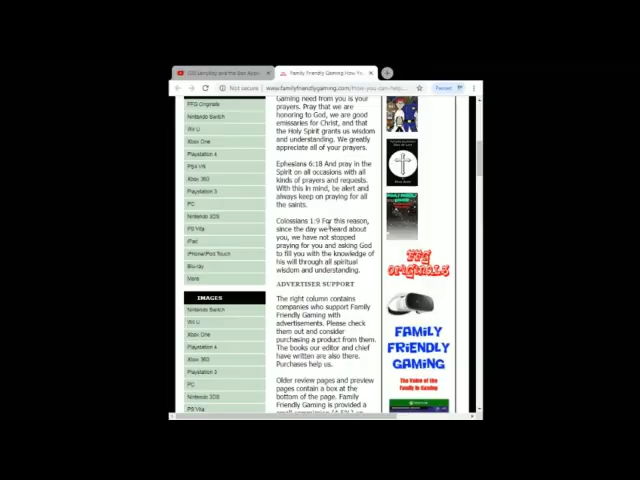 Family Friendly Gaming How Yo
Not secure
www.familyfriendlygaming.com/How-you-can-help
Paused
FFG Originals
Nintendo Switch
Wii U
Xbox One
Playstation 4
PS4 VR
Xbox 360
Playstation 3
PC
Nintendo 3DS
PS Vita
iPad
iPhone/iPod Touch
Blu-ray
More
IMAGES
Nintendo Switch
Wii U
Xbox One
Playstation 4
Xbox 360
Playstation 3
PC
Nintendo 3DS
PS Vita
Gaming need from you is your
prayers. Pray that we are
honoring to God, we are good
emissaries for Christ, and that
the Holy Spirit grants us wisdom
and understanding. We greatly
appreciate all of your prayers.
Ephesians 6:18 And pray in the
Spirit on all occasions with all
kinds of prayers and requests.
With this in mind, be alert and
always keep on praying for all
the saints.
Colossians 1:9 For this reason,
since the day we heard about
you, we have not stopped
praying for you and asking God
to fill you with the knowledge of
his will through all spiritual
wisdom and understanding.
ADVERTISER SUPPORT
The right column contains
companies who support Family
Friendly Gaming with
advertisements. Please check
them out and consider
purchasing a product from them.
The books our editor and chief
have written are also there.
Purchases help us.
Older review pages and preview
pages contain a box at the
bottom of the page. Family
Friendly Gaming is provided a
FFG
ORIGINALS
FAMILY
FRIENDLY
GAMING
The Voice of the
Family in Gaming